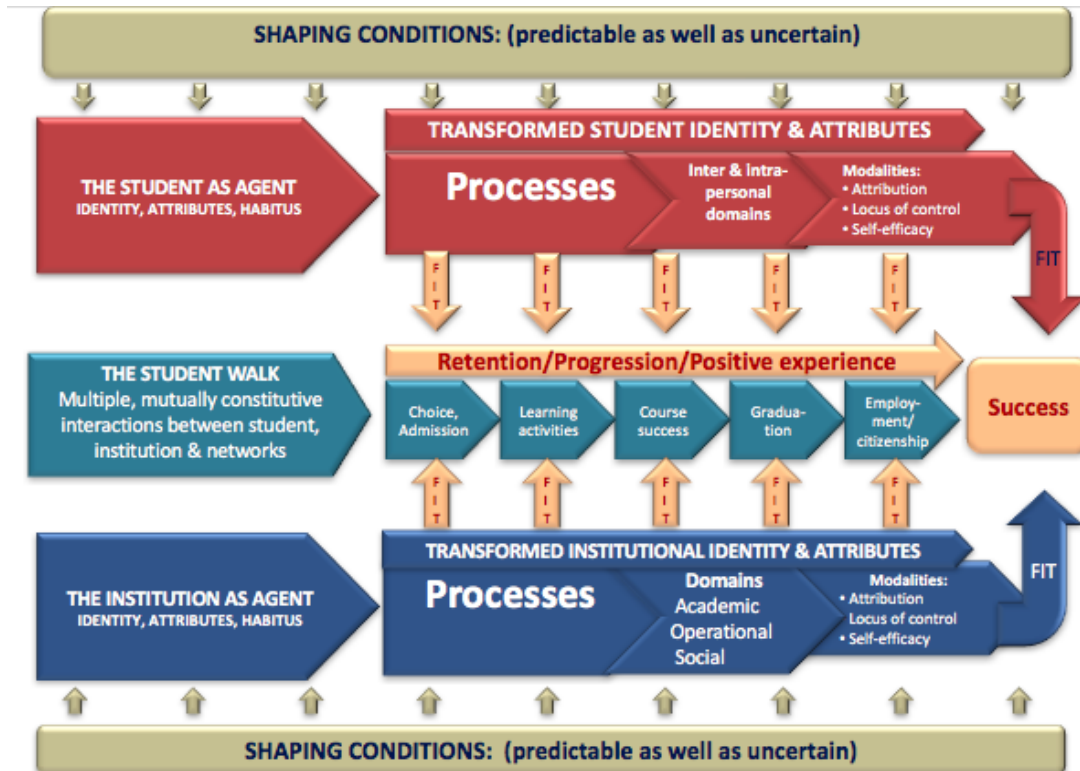 SHAPING CONDITIONS: (predictable as well as uncertain)
TRANSFORMED STUDENT IDENTITY & ATTRIBUTES
THE STUDENT AS AGENT
IDENTITY, ATTRIBUTES, HABITUS
Processes
Inter & intra-
personal
domains
Modalities:
• Attribution
• Locus of control
• Self-efficacy
FIT
F
I
T
F
I
T
F
I
T
F
I
T
F
I
T
THE STUDENT WALK
Multiple, mutually constitutive
interactions between student,
institution & networks
Retention/Progression/Positive experience
Choice,
Admission
Learning
activities
Course
success
Gradua-
tion
Employ-
ment/
citizenship
Success
F
I
T
F
I
T
F
I
T
F
I
T
F
I
T
TRANSFORMED INSTITUTIONAL IDENTITY & ATTRIBUTES
THE INSTITUTION AS AGENT
IDENTITY, ATTRIBUTES, HABITUS
Processes
Domains
Academic
Operational
Social
Modalities:
• Attribution
Locus of control
• Self-efficacy
FIT
SHAPING CONDITIONS: (predictable as well as uncertain)